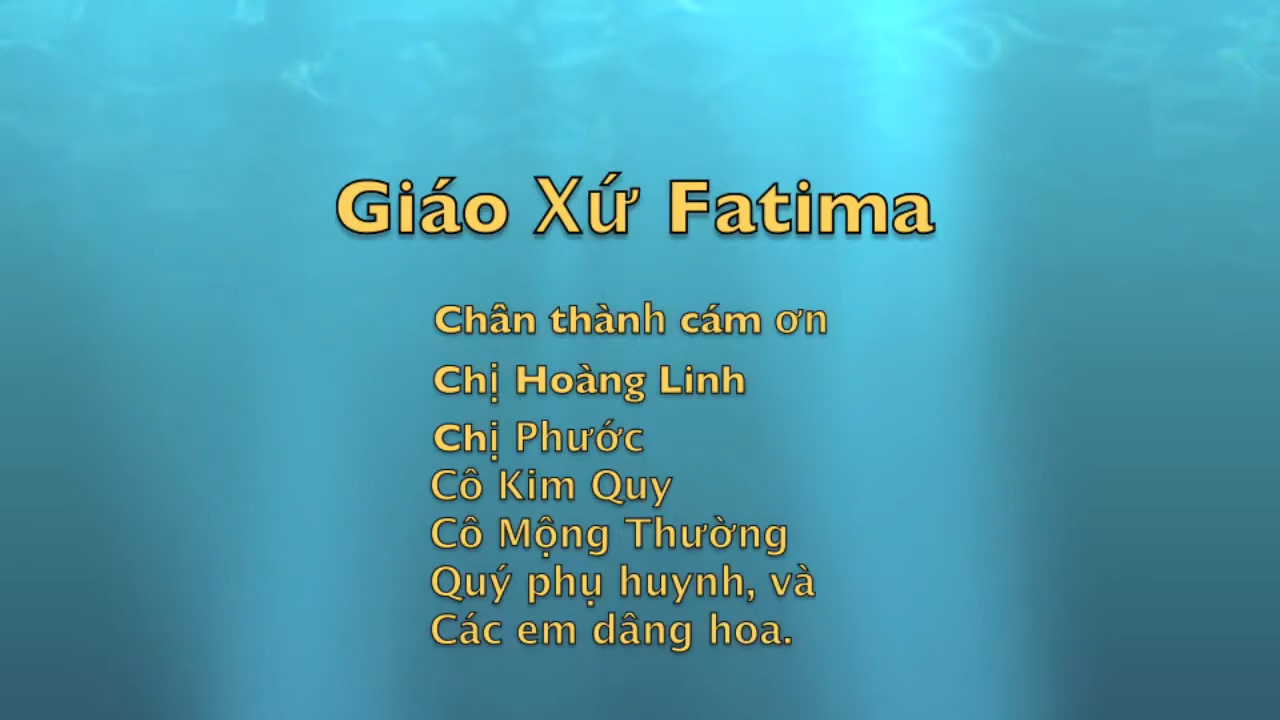 Giáo Xứ Fatima
Chân thành cám ơn
Chị Hoàng Linh
Chị Phước
Cô Kim Quy
Cô Mộng Thường
Quý phụ huynh, và
Các em dâng hoa.